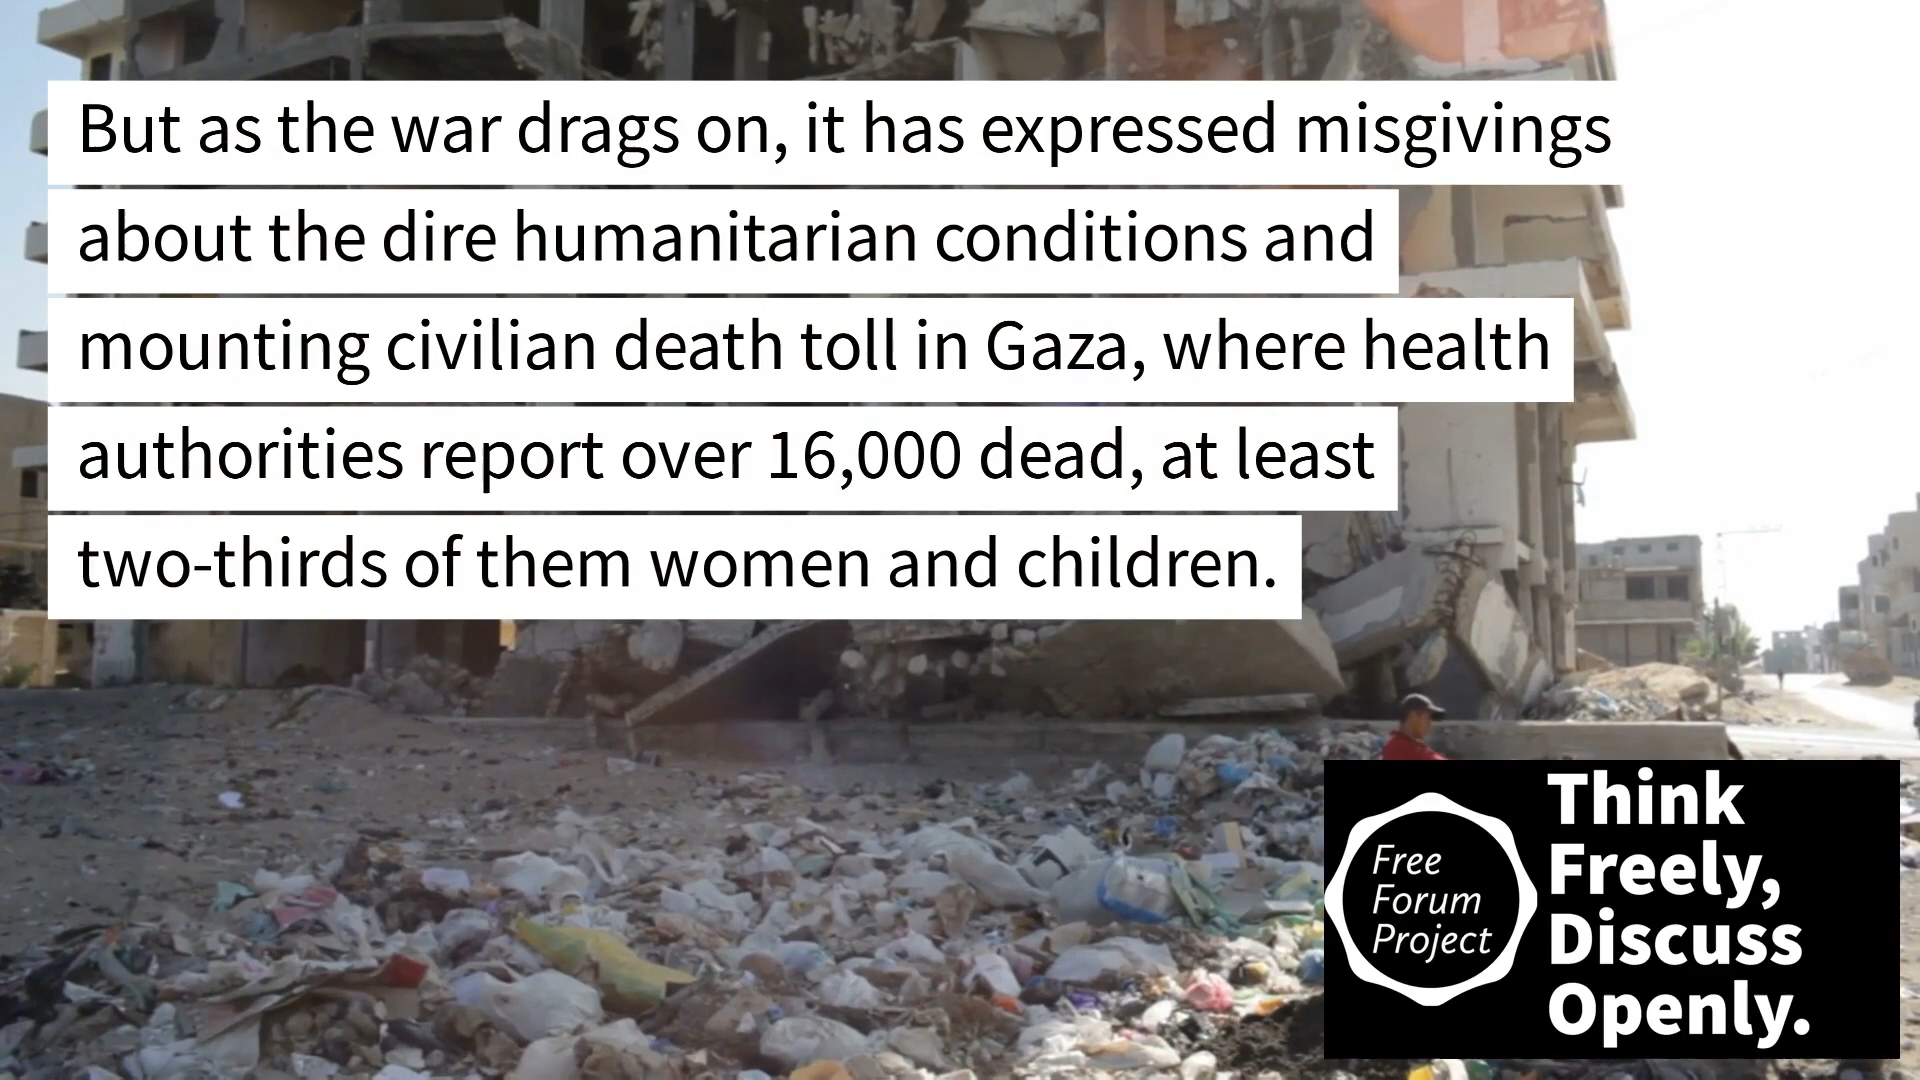 But as the war drags on, it has expressed misgivings
about the dire humanitarian conditions and
mounting civilian death toll in Gaza, where health
authorities report over 16,000 dead, at least
two-thirds of them women and children.
Free
Forum
Project
Think
Freely,
Discuss
Openly.